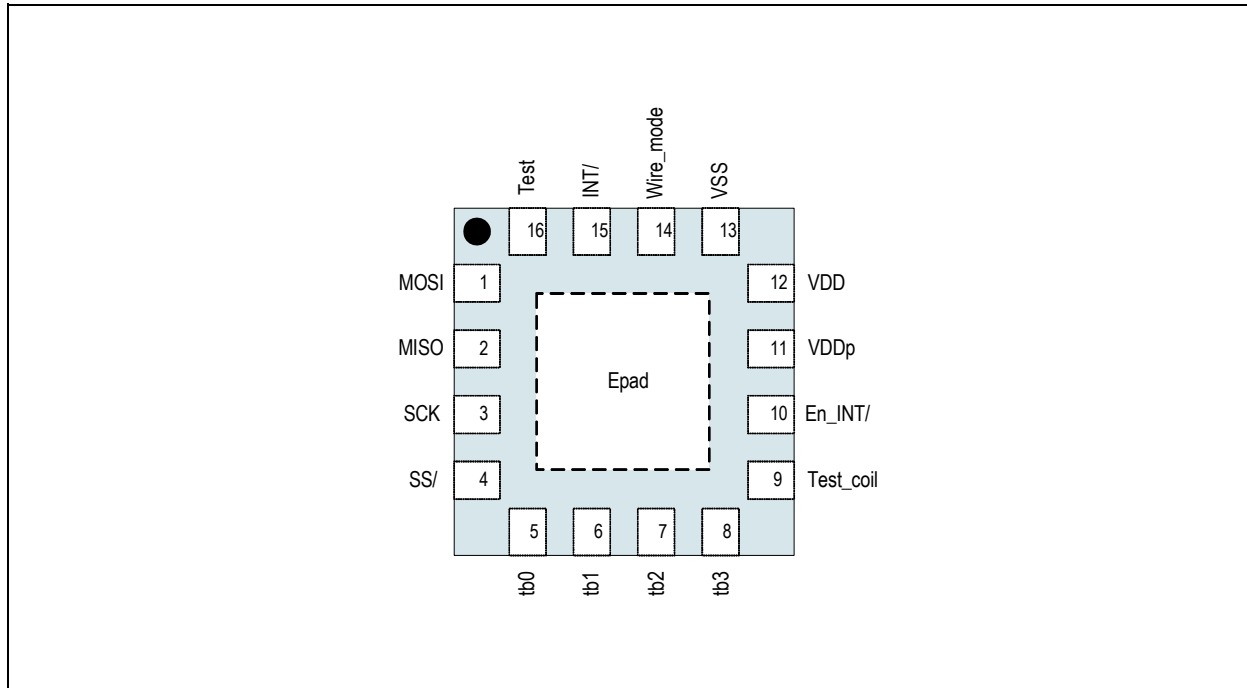 Test
INT/
Wire_mode
VSS
16
15
14
13
MOSI 1
12 VDD
MISO 2
11 VDDp
Epad
SCK 3
10 En_INT/
SS/ 4
9 Test_coil
5
6
7
8
tb0
tb1
tb2
tb3